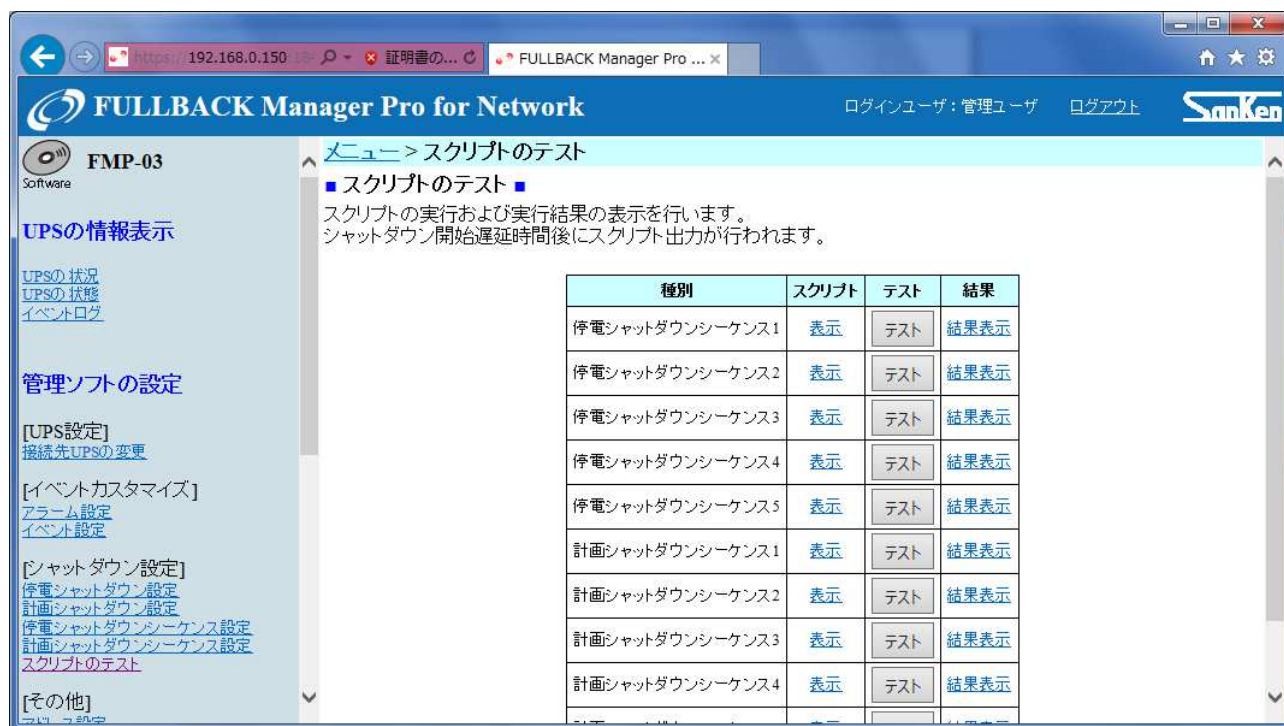 https://192.168.0.150
証明書の...
FULLBACK Manager Pro ...
FULLBACK Manager Pro for Network
ログインユーザ：管理ユーザ
ログアウト
SanKen
Software
FMP-03
UPSの情報表示
UPSの状況
UPSの状態
イベントログ
管理ソフトの設定
[UPS設定]
接続先UPSの変更
[イベントカスタマイズ]
アラーム設定
イベント設定
[シャットダウン設定]
停電シャットダウン設定
計画シャットダウン設定
停電シャットダウンシーケンス設定
計画シャットダウンシーケンス設定
スクリプトのテスト
[その他]
メニュー > スクリプトのテスト
■ スクリプトのテスト ■
スクリプトの実行および実行結果の表示を行います。
シャットダウン開始遅延時間後にスクリプト出力が行われます。
種別 スクリプト テスト 結果
停電シャットダウンシーケンス1 表示 テスト 結果表示
停電シャットダウンシーケンス2 表示 テスト 結果表示
停電シャットダウンシーケンス3 表示 テスト 結果表示
停電シャットダウンシーケンス4 表示 テスト 結果表示
停電シャットダウンシーケンス5 表示 テスト 結果表示
計画シャットダウンシーケンス1 表示 テスト 結果表示
計画シャットダウンシーケンス2 表示 テスト 結果表示
計画シャットダウンシーケンス3 表示 テスト 結果表示
計画シャットダウンシーケンス4 表示 テスト 結果表示